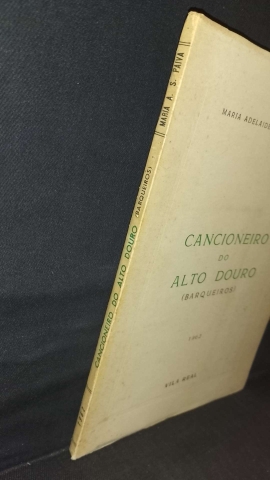 MARIA A. S. PAIVA
CANCIONEIRO DO ALTO DOURO (BARQUEIROS)
MARIA ADELAIDE
CANCIONEIRO
DO
ALTO DOURO
(BARQUEIROS)
VILA REAL